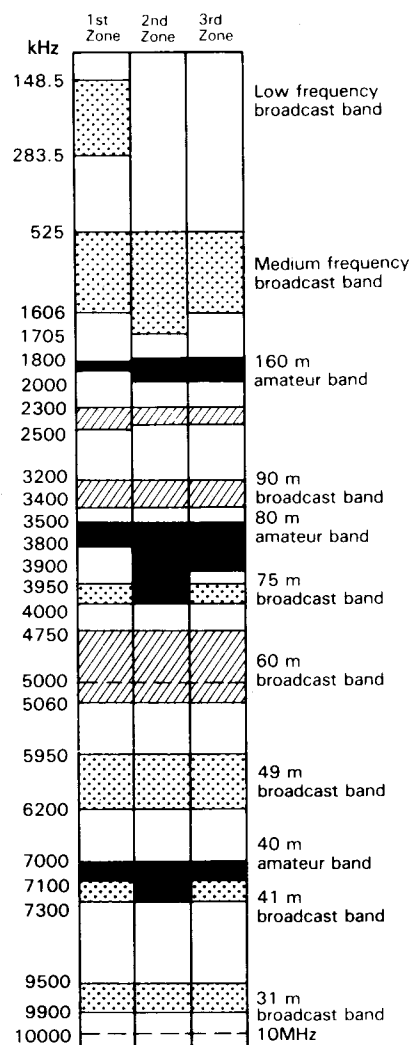 1st 2nd 3rd
Zone Zone Zone
kHz
148.5
Low frequency
broadcast band
283.5
525
Medium frequency
broadcast band
1606
1705
1800
160 m
amateur band
2000
2300
2500
3200
90 m
broadcast band
3400
3500
80 m
amateur band
3800
3900
3950
75 m
broadcast band
4000
4750
60 m
broadcast band
5000
5060
5950
49 m
broadcast band
6200
7000
40 m
amateur band
7100
41 m
broadcast band
7300
9500
31 m
broadcast band
9900
10000
10MHz